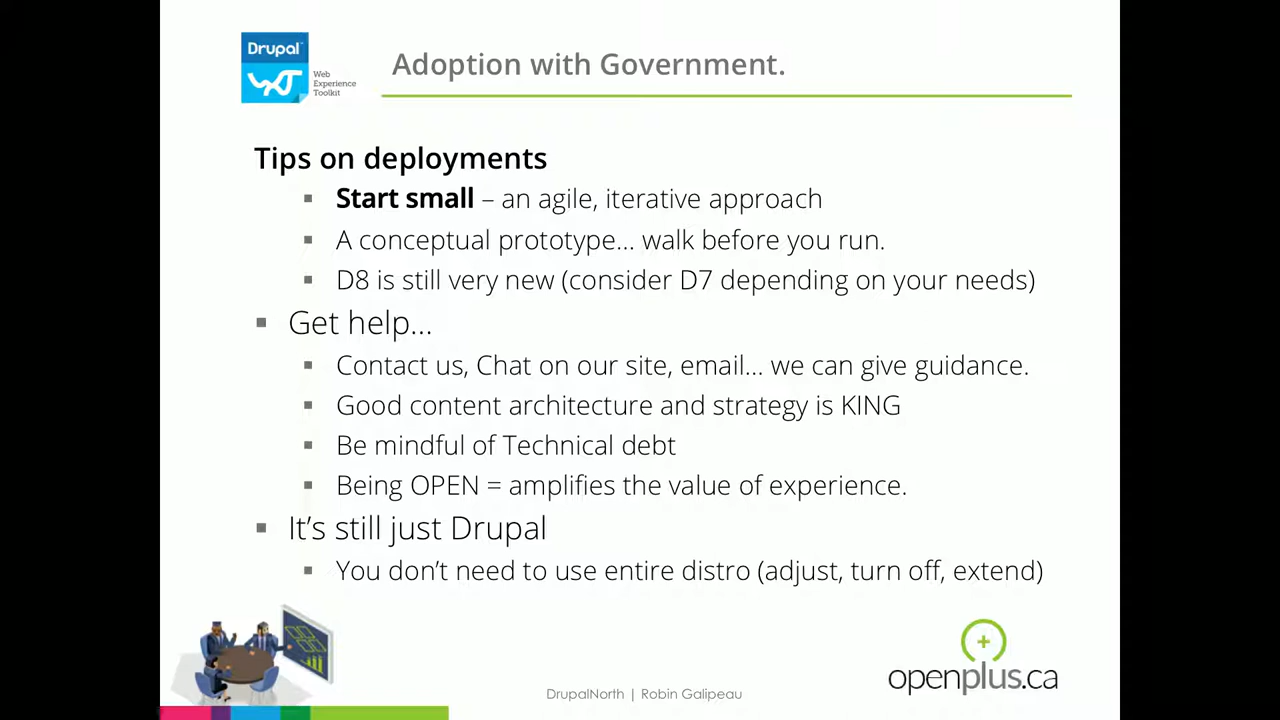 Drupal
Web
Experience
Toolkit
Adoption with Government.
Tips on deployments
▪ Start small – an agile, iterative approach
▪ A conceptual prototype... walk before you run.
▪ D8 is still very new (consider D7 depending on your needs)
▪ Get help...
▪ Contact us, Chat on our site, email... we can give guidance.
▪ Good content architecture and strategy is KING
▪ Be mindful of Technical debt
▪ Being OPEN = amplifies the value of experience.
▪ It's still just Drupal
▪ You don't need to use entire distro (adjust, turn off, extend)
DrupalNorth | Robin Galipeau
openplus.ca